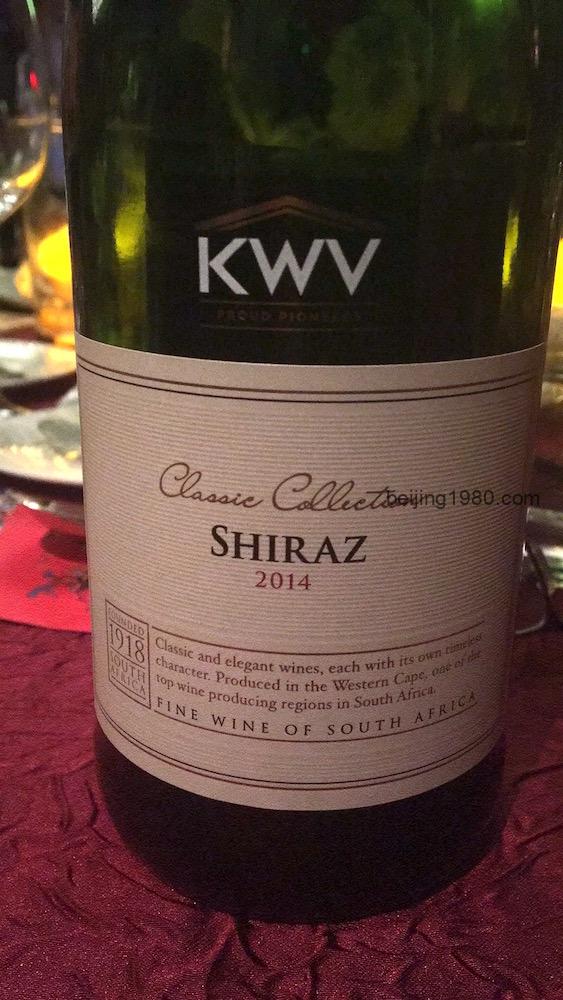 KWV
PROUD PIONEERS
Classic Collection
beijing1980.com
SHIRAZ
2014
FOUNDED
1918
SOUTH
AFRICA
Classic and elegant wines, each with its own timeless
character. Produced in the Western Cape, one of the
top wine producing regions in South Africa.
FINE WINE OF SOUTH AFRICA